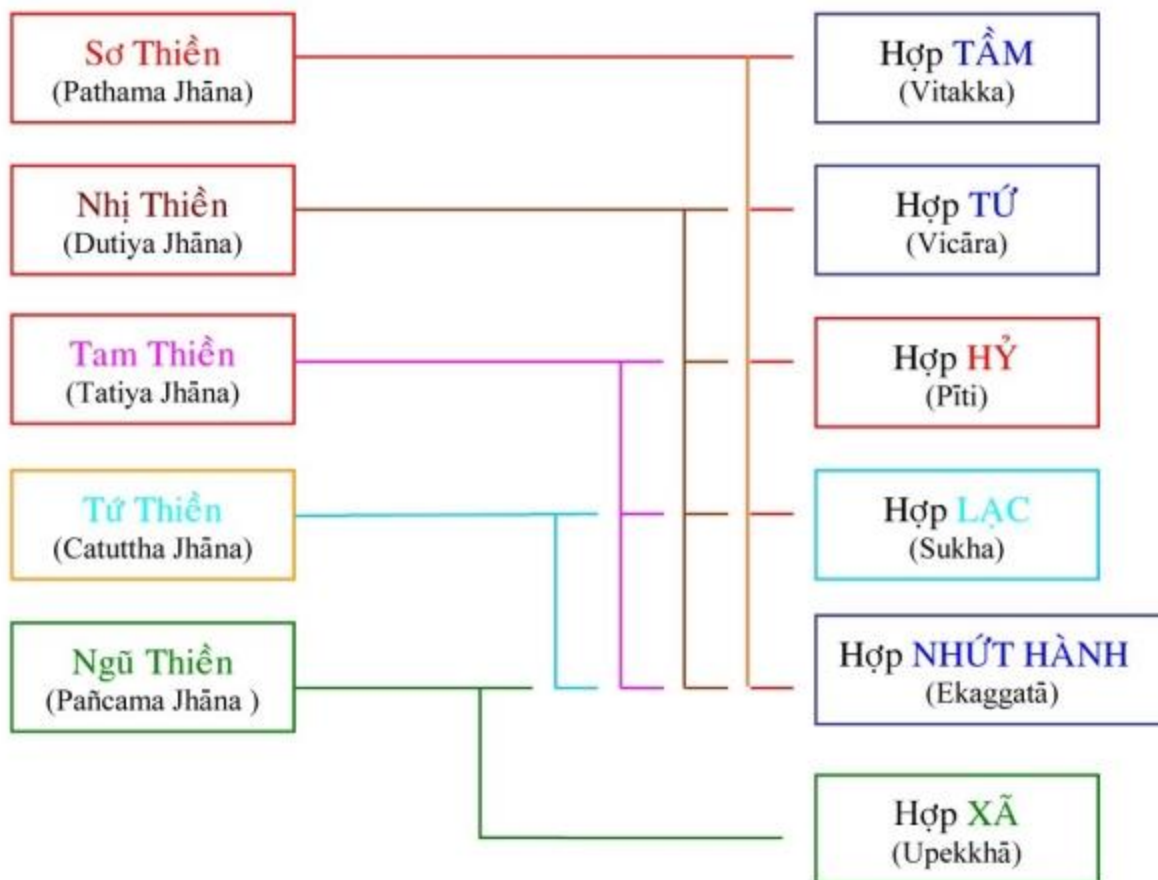 Sơ Thiền
(Pathama Jhāna)
Hợp TẦM
(Vitakka)
Nhị Thiền
(Dutiya Jhāna)
Hợp TỨ
(Vicāra)
Tam Thiền
(Tatiya Jhāna)
Hợp HỶ
(Pīti)
Tứ Thiền
(Catuttha Jhāna)
Hợp LẠC
(Sukha)
Ngũ Thiền
(Pañcama Jhāna )
Hợp NHỨT HÀNH
(Ekaggatā)
Hợp XÃ
(Upekkhā)